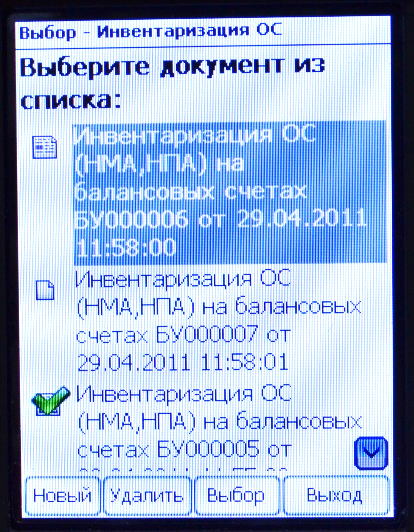 Выбор - Инвентаризация ОС
Выберите документ из
списка:
Инвентаризация ОС
(НМА,НПА) на
балансовых счетах
БУ000006 от 29.04.2011
11:58:00
Инвентаризация ОС
(НМА,НПА) на балансовых
счетах БУ000007 от
29.04.2011 11:58:01
Инвентаризация ОС
(НМА,НПА) на балансовых
счетах БУ000005 от
Новый Удалить Выбор Выход